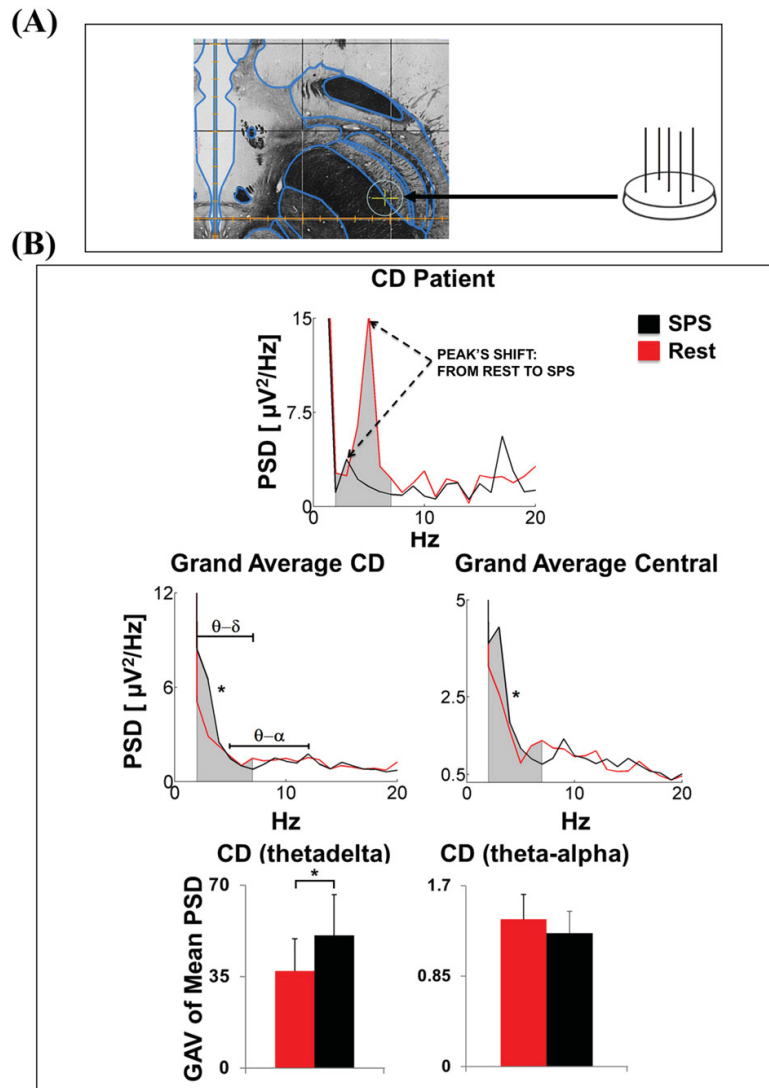 (A)
(B)
CD Patient
15
7.5
0
PSD [ µV²/Hz]
PEAK'S SHIFT:
FROM REST TO SPS
SPS
Rest
0
10
20
Hz
Grand Average CD
12
6
0
PSD [ µV²/Hz]
θ–δ
*
θ–α
0
10
20
Hz
Grand Average Central
5
2.5
0.5
*
0
10
20
Hz
CD (thetadelta)
70
35
0
GAV of Mean PSD
*
CD (theta-alpha)
1.7
0.85
0